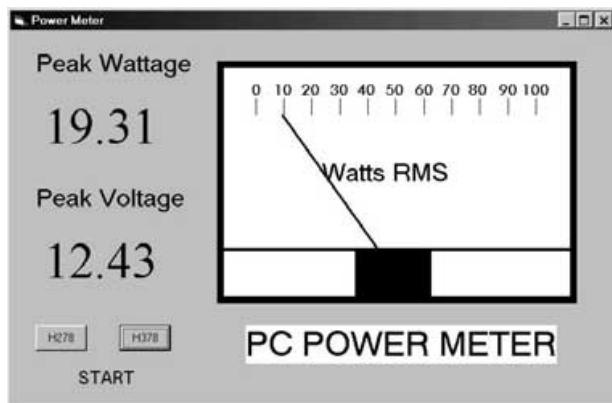 Power Meter
Peak Wattage
19.31
Peak Voltage
12.43
0 10 20 30 40 50 60 70 80 90 100
Watts RMS
H278 H378
START
PC POWER METER